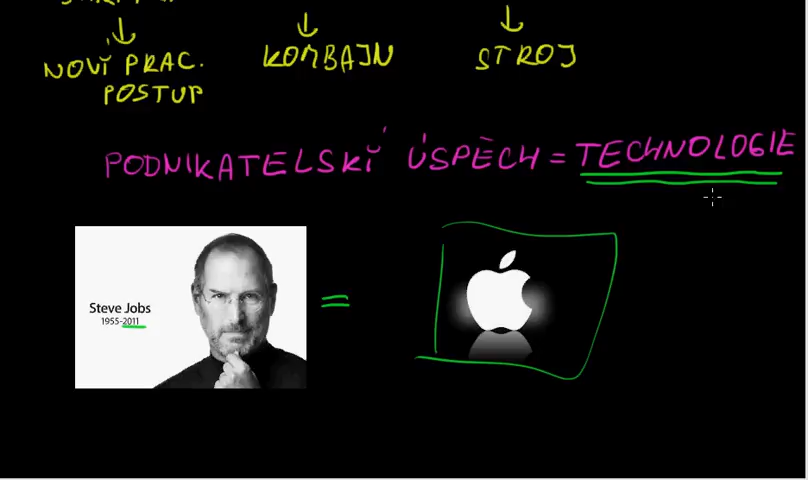 NOVÝ PRAC. POSTUP
KOMBAJN
STROJ
PODNIKATELSKÝ ÚSPĚCH = TECHNOLOGIE
Steve Jobs
1955-2011
=